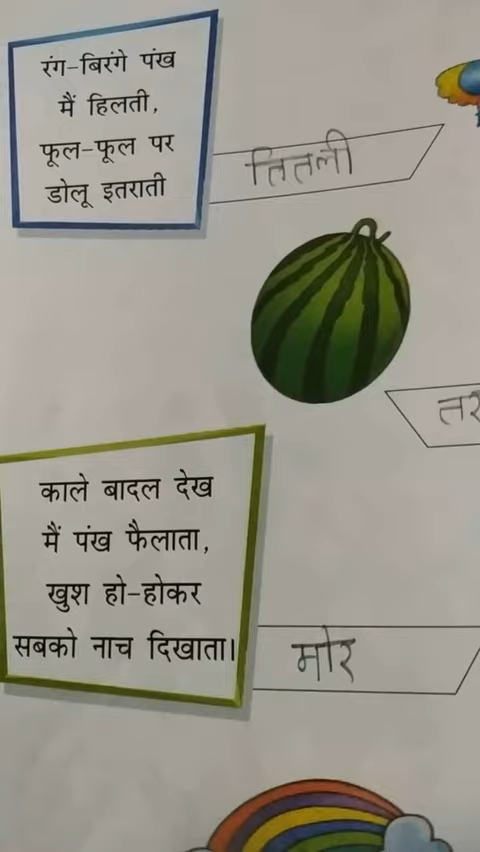 रंग-बिरंगे पंख
मैं हिलती,
फूल-फूल पर
डोलू इतराती
तितली
काले बादल देख
मैं पंख फैलाता,
खुश हो-होकर
सबको नाच दिखाता।
मोर